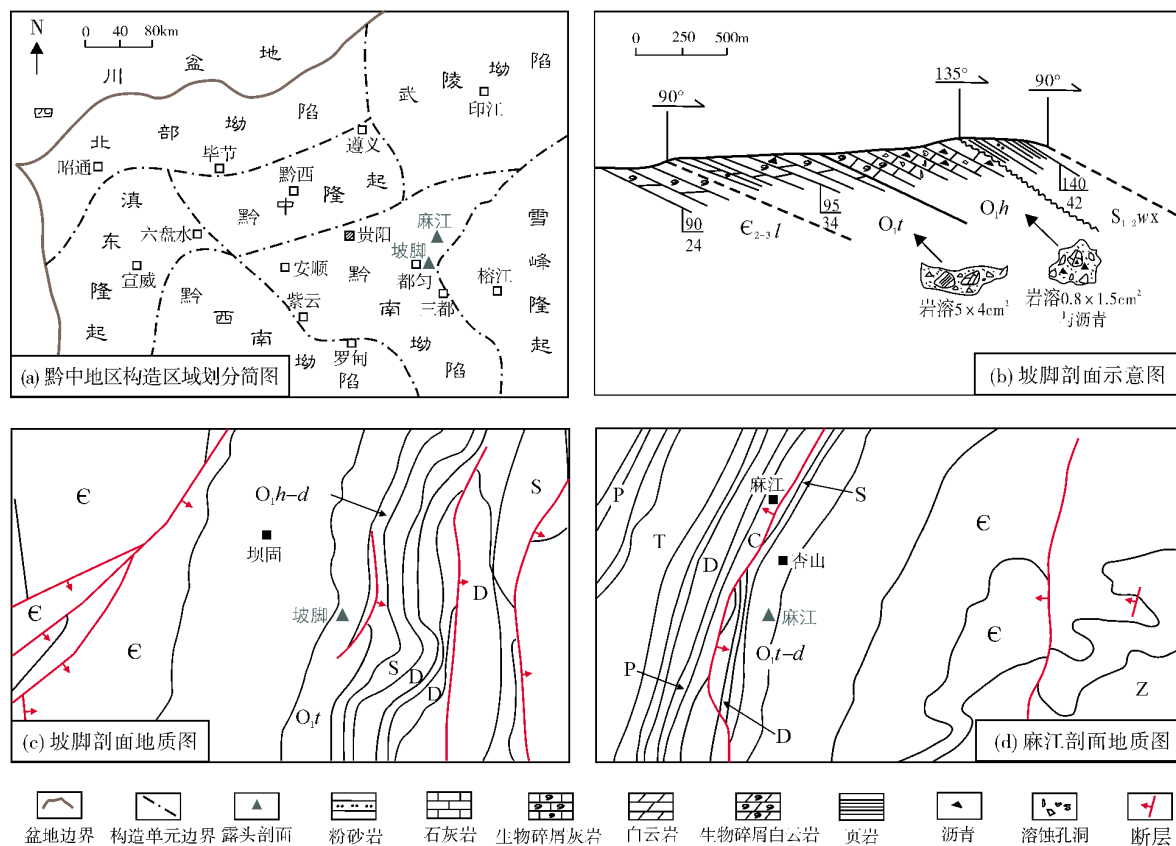 N
0 40 80km
四川盆地
北部坳陷
武陵坳陷
印江
遵义
昭通
毕节
黔西
黔中隆起
滇东隆起
六盘水
宣威
贵阳
麻江
坡脚
都匀
安顺
紫云
三都
榕江
罗甸
雪峰隆起
黔西南坳陷
黔南坳陷
(a) 黔中地区构造区域划分简图
0 250 500m
90°
135°
90°
90
24
95
34
140
42
Є₂₋₃l
O₁t
O₁h
S₁₋₂wx
岩溶5×4cm²
岩溶0.8×1.5cm²
与沥青
(b) 坡脚剖面示意图
Є
O₁h–d
S
坝固
Є
坡脚
D
Є
S
D
D
O₁t
(c) 坡脚剖面地质图
P
麻江
S
T
C
Є
D
杏山
麻江
Є
P
O₁t–d
Z
D
(d) 麻江剖面地质图
盆地边界 构造单元边界 露头剖面 粉砂岩 石灰岩 生物碎屑灰岩 白云岩 生物碎屑白云岩 页岩 沥青 溶蚀孔洞 断层